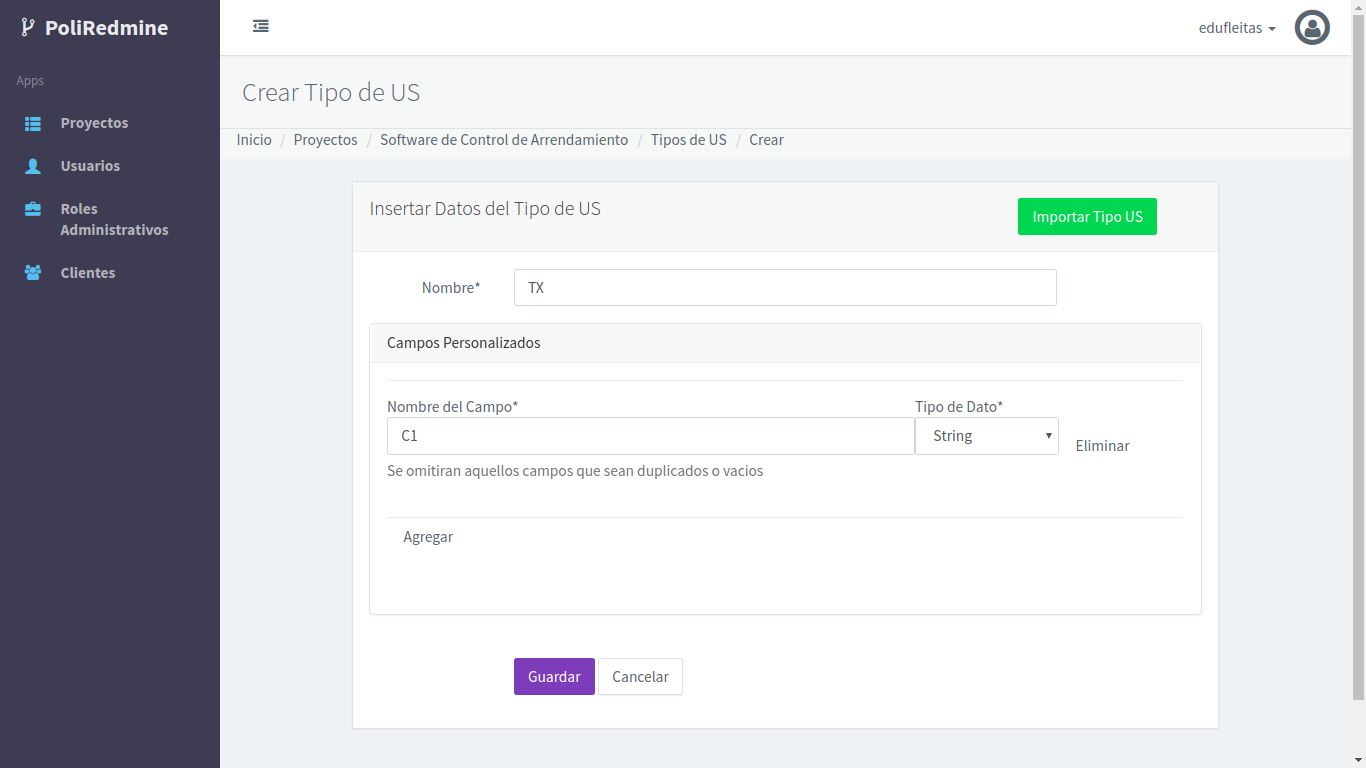 PoliRedmine
edufleitas
Apps
Proyectos
Usuarios
Roles
Administrativos
Clientes
Crear Tipo de US
Inicio / Proyectos / Software de Control de Arrendamiento / Tipos de US / Crear
Insertar Datos del Tipo de US
Importar Tipo US
Nombre* TX
Campos Personalizados
Nombre del Campo* Tipo de Dato*
C1 String Eliminar
Se omitiran aquellos campos que sean duplicados o vacios
Agregar
Guardar Cancelar